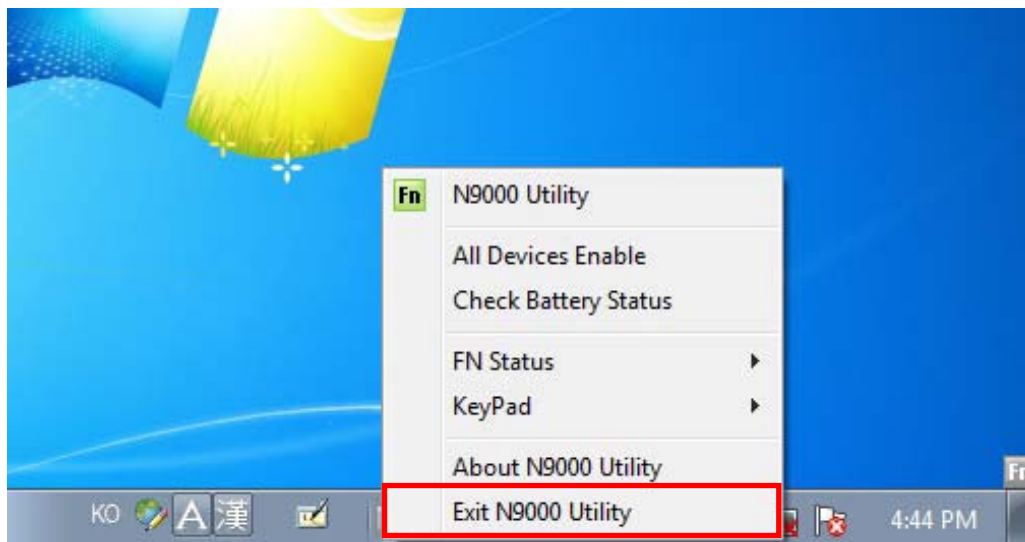 Fn N9000 Utility
All Devices Enable
Check Battery Status
FN Status
KeyPad
About N9000 Utility
Exit N9000 Utility
Fn
KO A 漢 4:44 PM